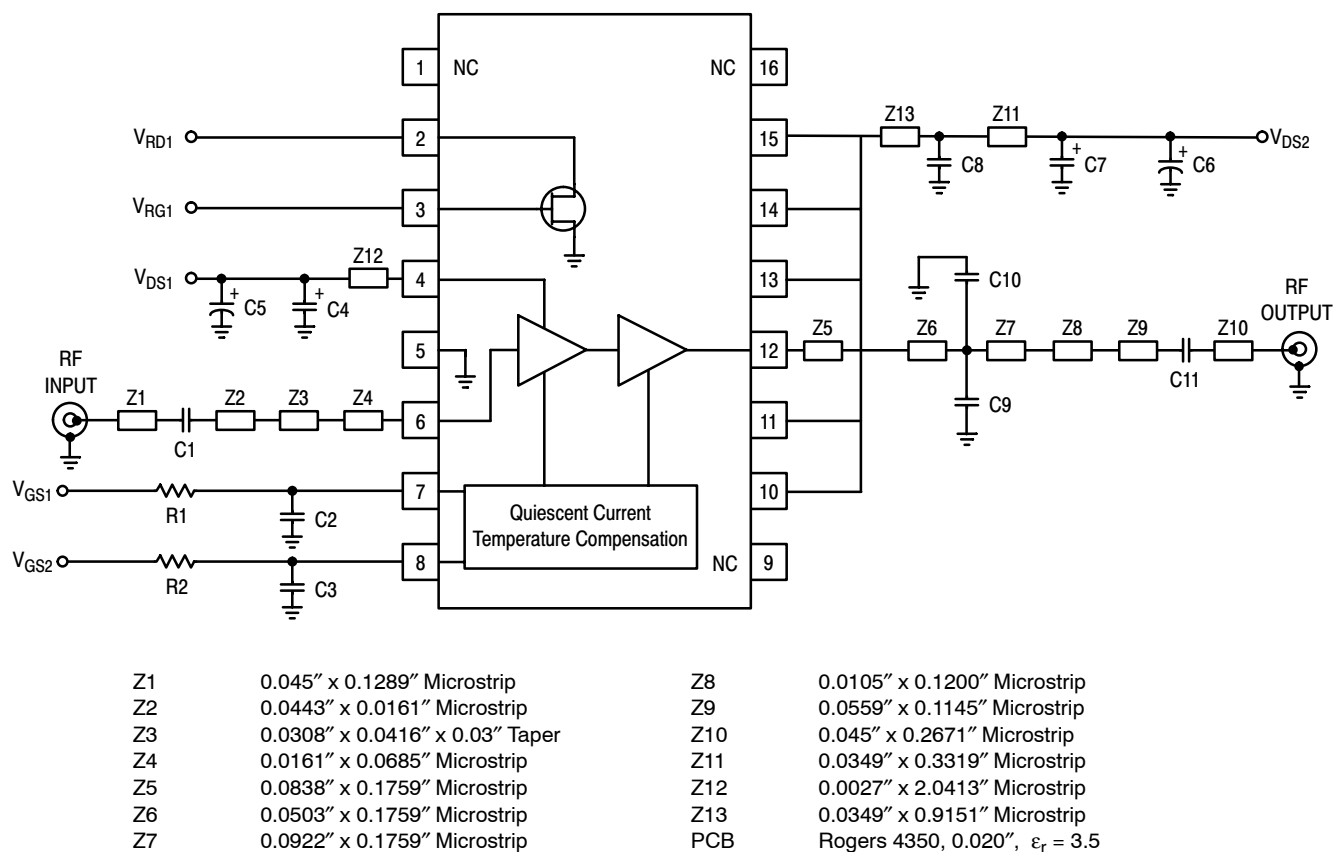 1 NC NC 16
V_RD1 2 15 Z13 Z11 V_DS2
C8 + C7 + C6
V_RG1 3 14
V_DS1 Z12 4 13
+ C5 + C4 C10
RF OUTPUT
5 12 Z5 Z6 Z7 Z8 Z9 Z10
C11
C9
RF INPUT
Z1 Z2 Z3 Z4 6 11
C1
V_GS1 7 10
R1 C2
Quiescent Current
Temperature Compensation
V_GS2 8 NC 9
R2 C3
Z1 0.045″ x 0.1289″ Microstrip
Z2 0.0443″ x 0.0161″ Microstrip
Z3 0.0308″ x 0.0416″ x 0.03″ Taper
Z4 0.0161″ x 0.0685″ Microstrip
Z5 0.0838″ x 0.1759″ Microstrip
Z6 0.0503″ x 0.1759″ Microstrip
Z7 0.0922″ x 0.1759″ Microstrip
Z8 0.0105″ x 0.1200″ Microstrip
Z9 0.0559″ x 0.1145″ Microstrip
Z10 0.045″ x 0.2671″ Microstrip
Z11 0.0349″ x 0.3319″ Microstrip
Z12 0.0027″ x 2.0413″ Microstrip
Z13 0.0349″ x 0.9151″ Microstrip
PCB Rogers 4350, 0.020″, εr = 3.5